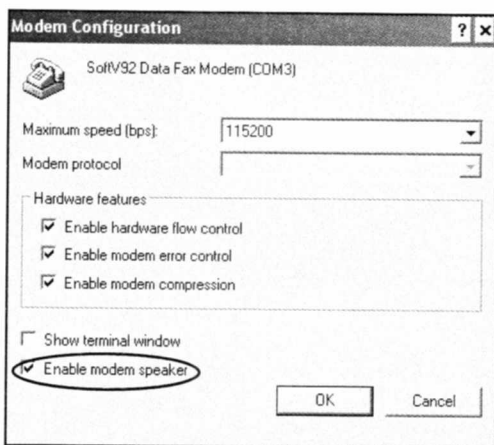 Modem Configuration
? ×
SoftV92 Data Fax Modem (COM3)
Maximum speed (bps):
115200
Modem protocol
Hardware features
Enable hardware flow control
Enable modem error control
Enable modem compression
Show terminal window
Enable modem speaker
OK
Cancel